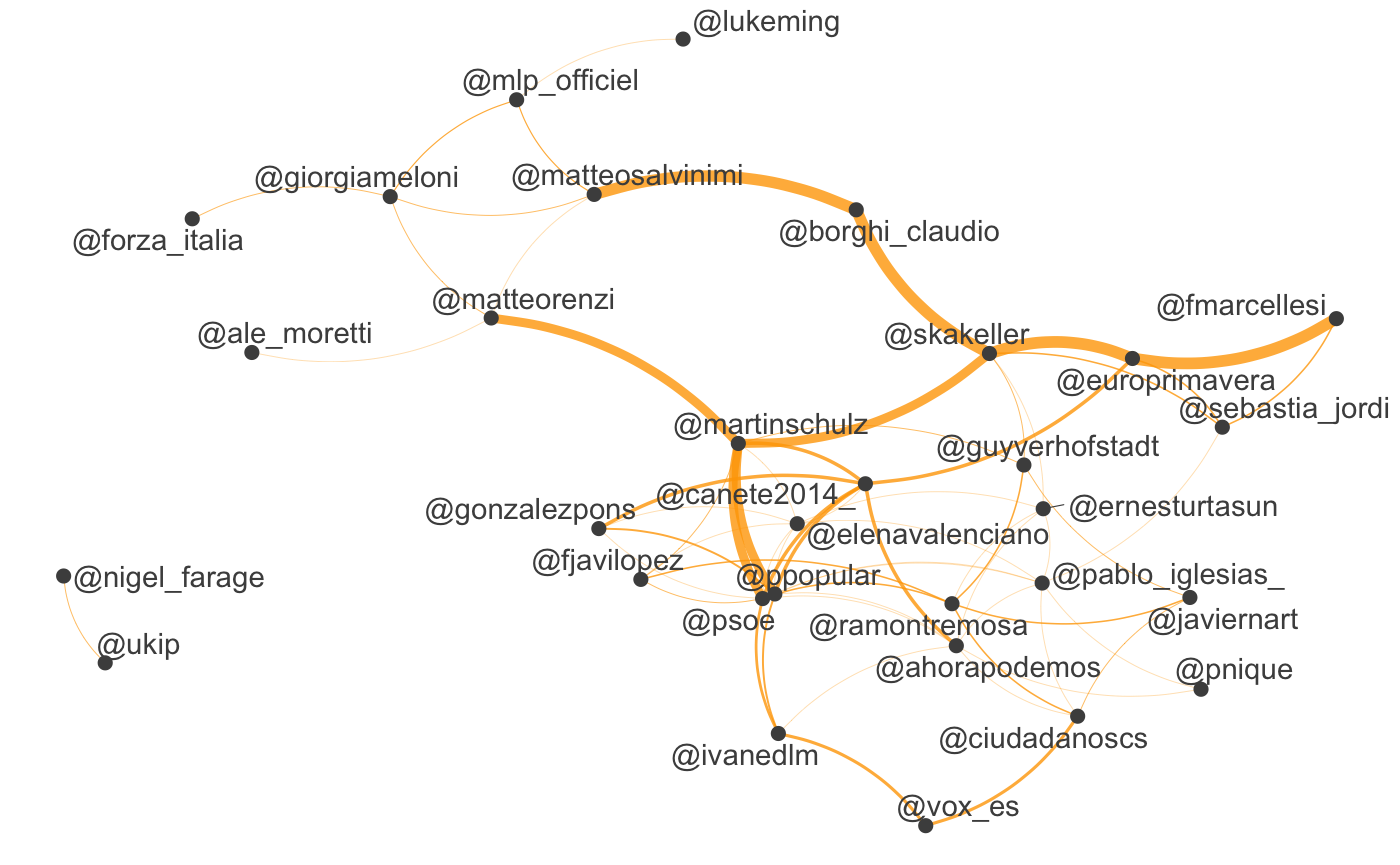 @lukeming
@mlp_officiel
@giorgiameloni
@matteosalvinimi
@forza_italia
@borghi_claudio
@matteorenzi
@fmarcellesi
@ale_moretti
@skakeller
@europrimavera
@sebastia_jordi
@martinschulz
@guyverhofstadt
@canete2014_
@gonzalezpons
@ernesturtasun
@elenavalenciano
@fjavilopez
@ppopular
@pablo_iglesias_
@nigel_farage
@psoe
@ramontremosa
@javiernart
@ukip
@ahorapodemos
@pnique
@ciudadanoscs
@ivanedlm
@vox_es